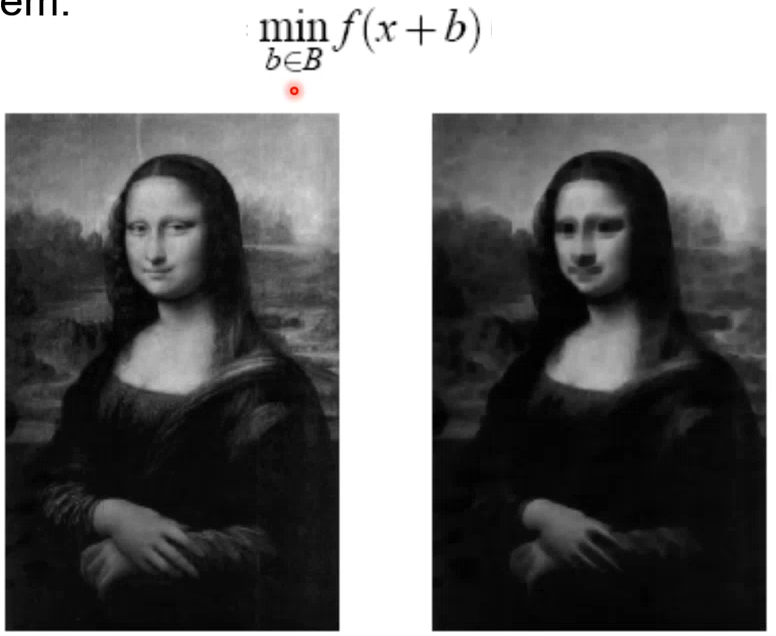 em:
min f(x + b)
b∈B